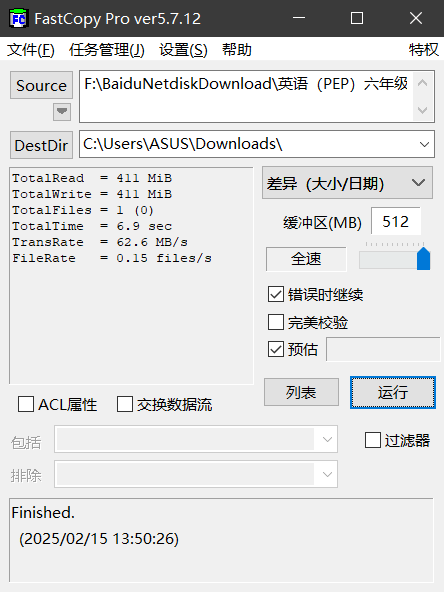 FastCopy Pro ver5.7.12
文件(F) 任务管理(J) 设置(S) 帮助 特权
Source F:\BaiduNetdiskDownload\英语（PEP）六年级
DestDir C:\Users\ASUS\Downloads\
TotalRead = 411 MiB
TotalWrite = 411 MiB
TotalFiles = 1 (0)
TotalTime = 6.9 sec
TransRate = 62.6 MB/s
FileRate = 0.15 files/s
差异（大小/日期）
缓冲区(MB) 512
全速
错误时继续
完美校验
预估
列表 运行
ACL属性 交换数据流
包括 过滤器
排除
Finished.
(2025/02/15 13:50:26)